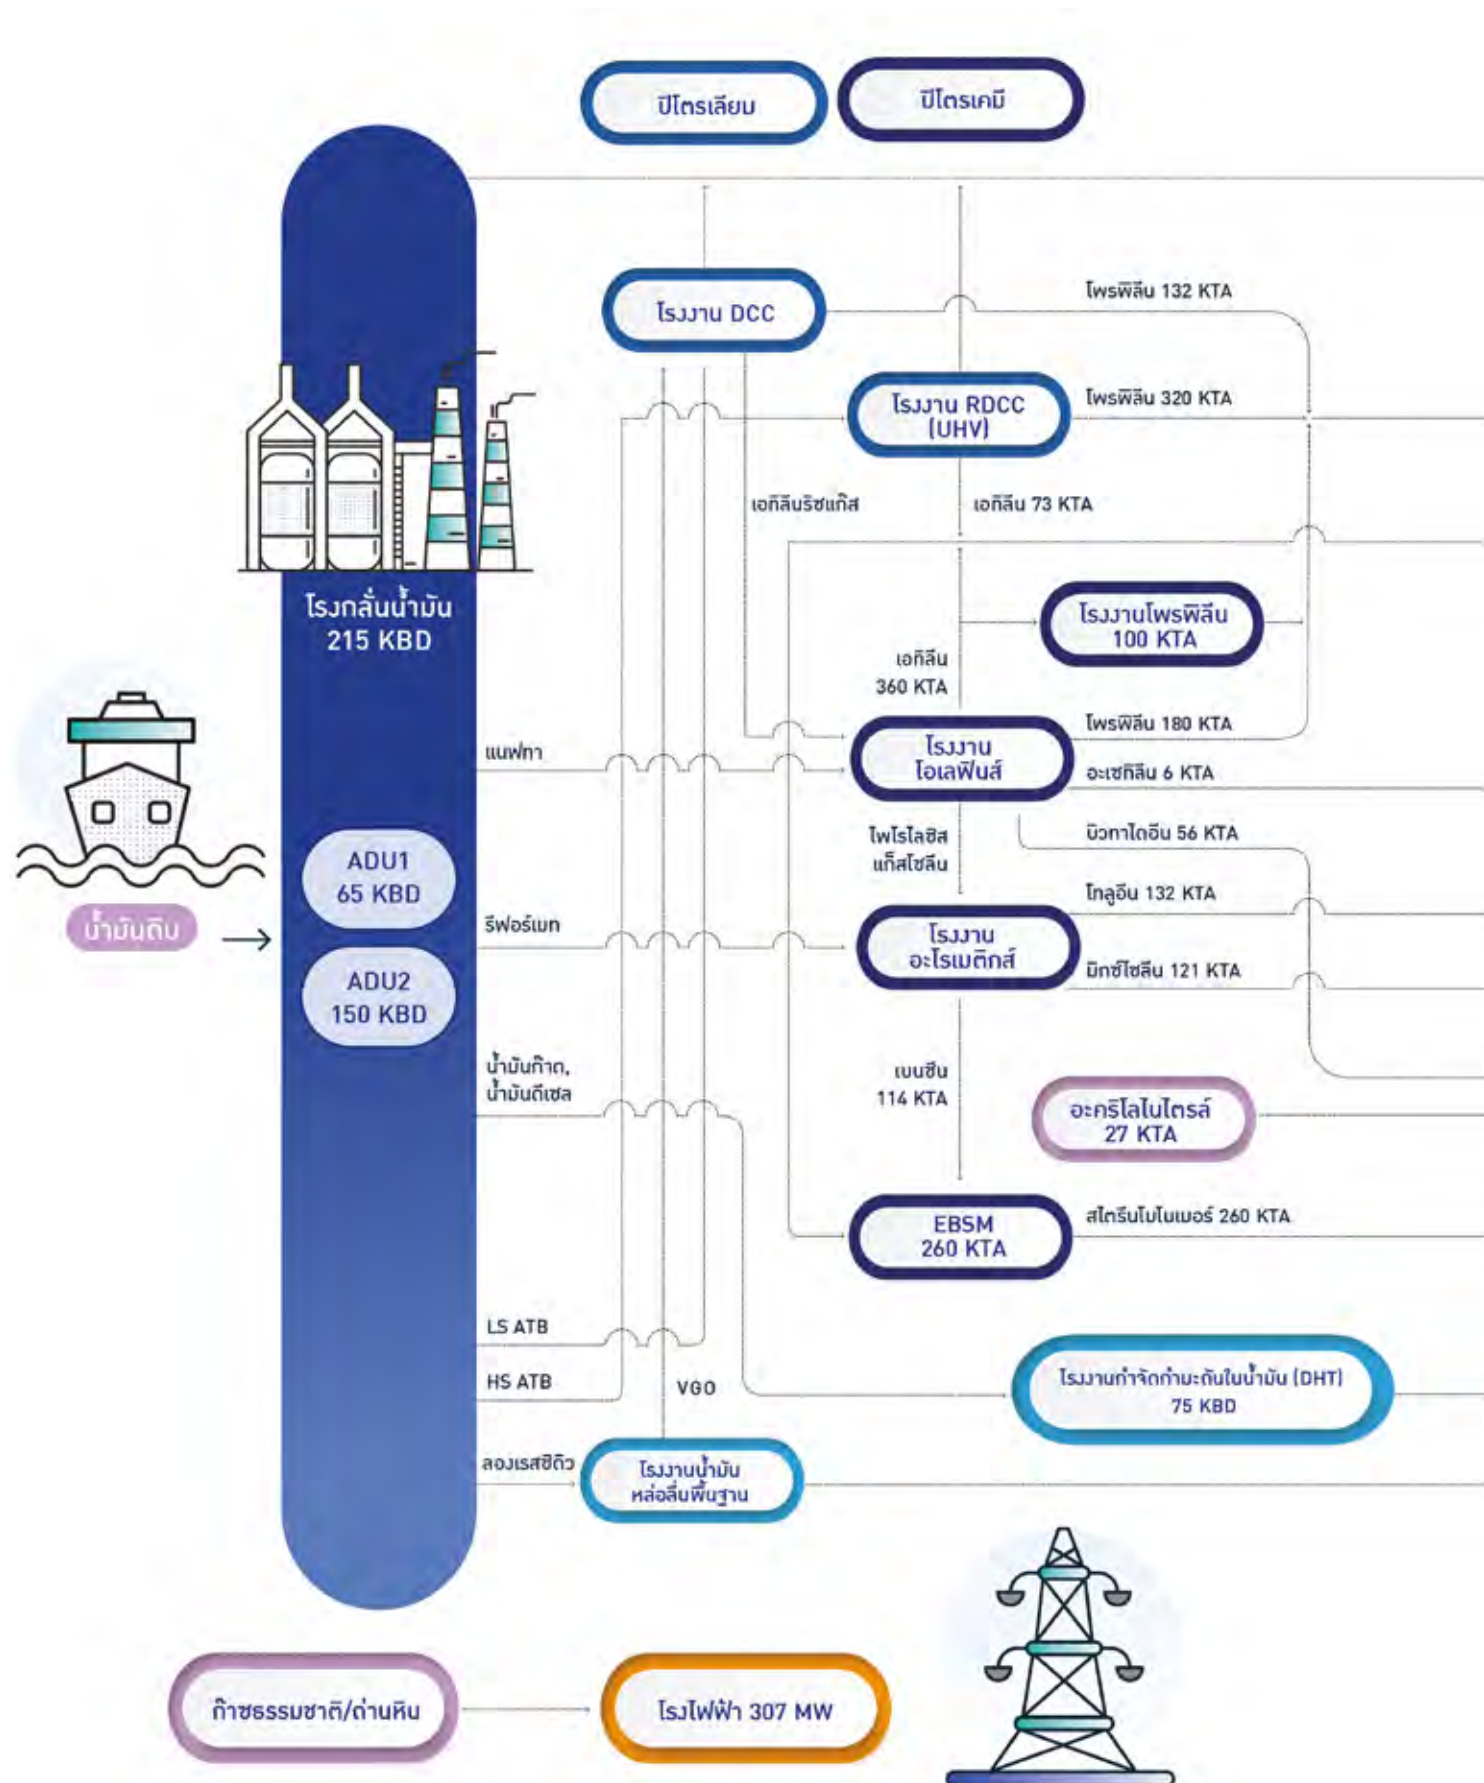 ปิโตรเลียม
ปิโตรเคมี
โรงงาน DCC
โพรพิลีน 132 KTA
โรงงาน RDCC
(UHV)
โพรพิลีน 320 KTA
เอทิลีนริชแก๊ส
เอทิลีน 73 KTA
โรงกลั่นน้ำมัน
215 KBD
โรงงานโพรพิลีน
100 KTA
เอทิลีน
360 KTA
โพรพิลีน 180 KTA
โรงงาน
โอเลฟินส์
แนฟทา
อะเซทิลีน 6 KTA
ไพโรไลซิส
แก๊สโซลีน
บิวทาไดอีน 56 KTA
ADU1
65 KBD
โทลูอีน 132 KTA
น้ำมันดิบ
รีฟอร์เมท
โรงงาน
อะโรเมติกส์
มิกซ์ไซลีน 121 KTA
ADU2
150 KBD
น้ำมันก๊าด,
น้ำมันดีเซล
เบนซีน
114 KTA
อะคริโลไนไตรล์
27 KTA
EBSM
260 KTA
สไตรีนโมโนเมอร์ 260 KTA
LS ATB
HS ATB
VGO
โรงงานกำจัดกำมะถันในน้ำมัน (DHT)
75 KBD
ลองเรสซิดิว
โรงงานน้ำมัน
หล่อลื่นพื้นฐาน
ก๊าซธรรมชาติ/ถ่านหิน
โรงไฟฟ้า 307 MW